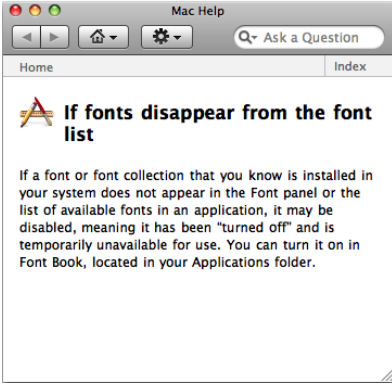 Mac Help
Ask a Question
Home
Index
If fonts disappear from the font
list
If a font or font collection that you know is installed in
your system does not appear in the Font panel or the
list of available fonts in an application, it may be
disabled, meaning it has been "turned off" and is
temporarily unavailable for use. You can turn it on in
Font Book, located in your Applications folder.